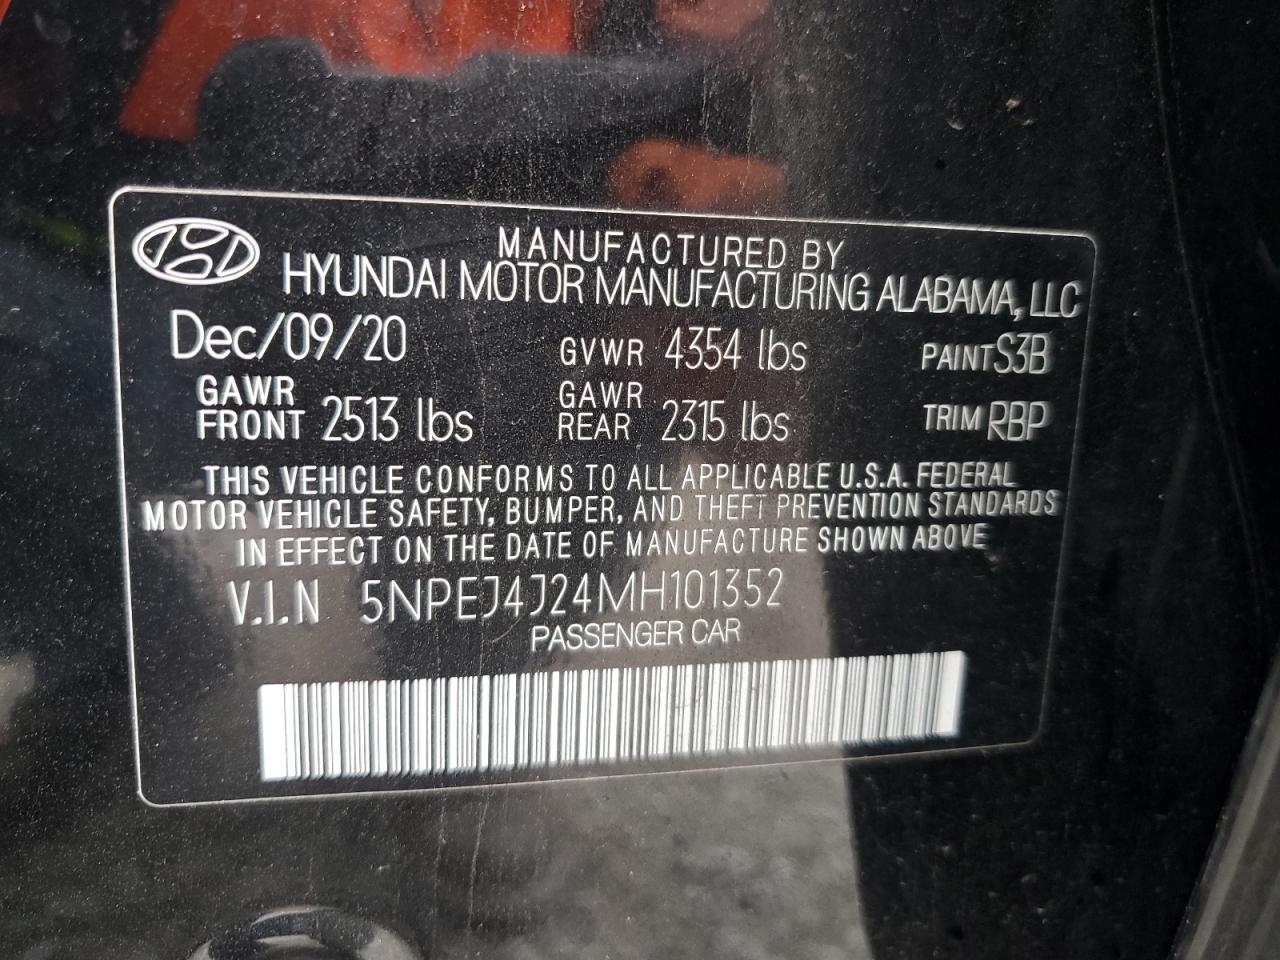 MANUFACTURED BY
HYUNDAI MOTOR MANUFACTURING ALABAMA, LLC
Dec/09/20 GVWR 4354 lbs PAINT S3B
GAWR FRONT 2513 lbs GAWR REAR 2315 lbs TRIM RBP
THIS VEHICLE CONFORMS TO ALL APPLICABLE U.S.A. FEDERAL
MOTOR VEHICLE SAFETY, BUMPER, AND THEFT PREVENTION STANDARDS
IN EFFECT ON THE DATE OF MANUFACTURE SHOWN ABOVE
V.I.N 5NPEJ4J24MH101352
PASSENGER CAR